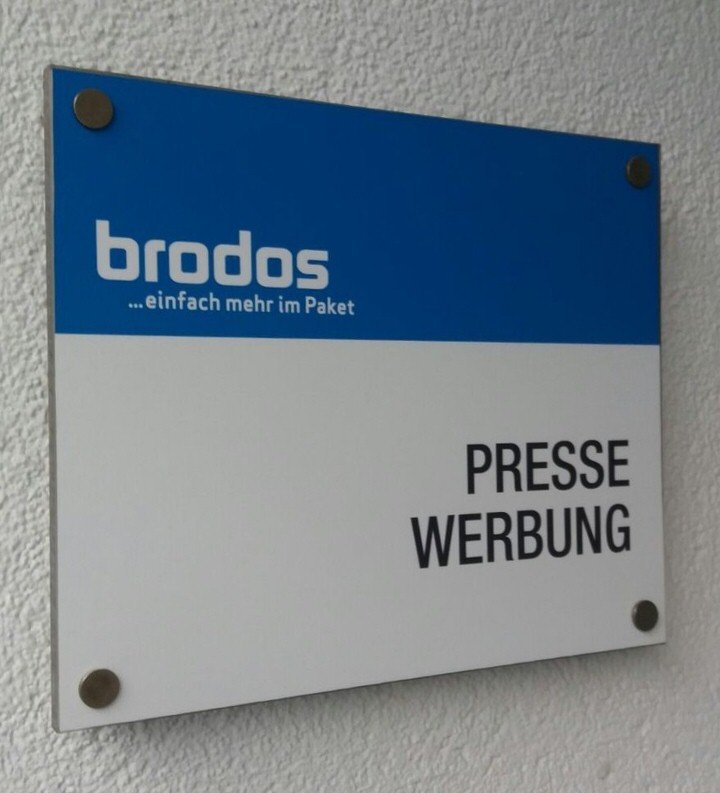 brodos
...einfach mehr im Paket
PRESSE
WERBUNG